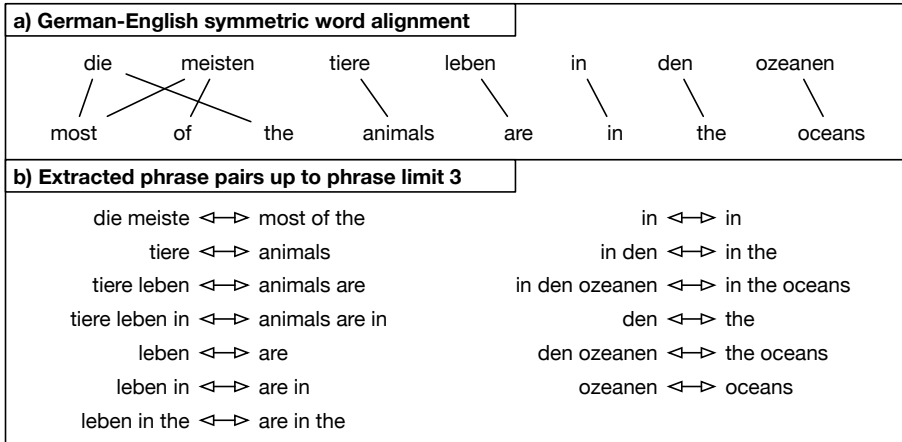 a) German-English symmetric word alignment
die meisten tiere leben in den ozeanen
most of the animals are in the oceans
b) Extracted phrase pairs up to phrase limit 3
die meiste most of the
tiere animals
tiere leben animals are
tiere leben in animals are in
leben are
leben in are in
leben in the are in the
in in
in den in the
in den ozeanen in the oceans
den the
den ozeanen the oceans
ozeanen oceans